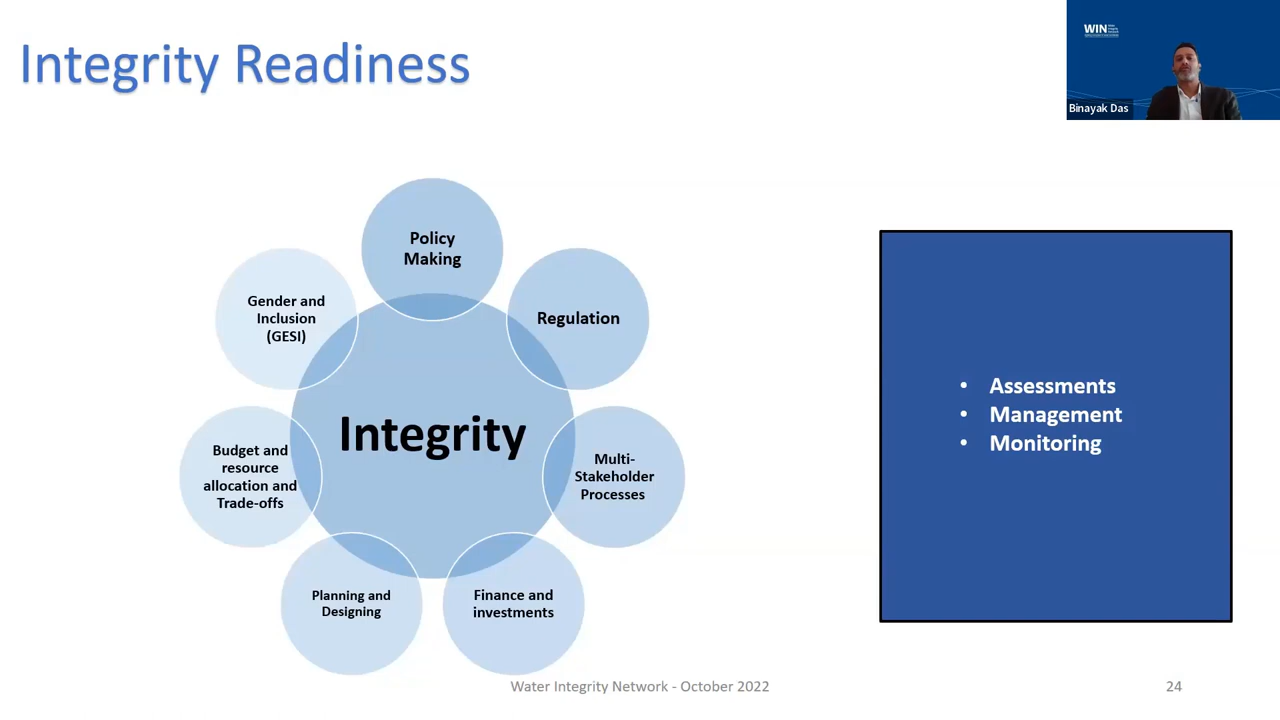 Integrity Readiness
WIN
Binayak Das
Policy
Making
Gender and
Inclusion
(GESI)
Regulation
Integrity
Budget and
resource
allocation and
Trade-offs
Multi-
Stakeholder
Processes
Planning and
Designing
Finance and
investments
• Assessments
• Management
• Monitoring
Water Integrity Network - October 2022
24